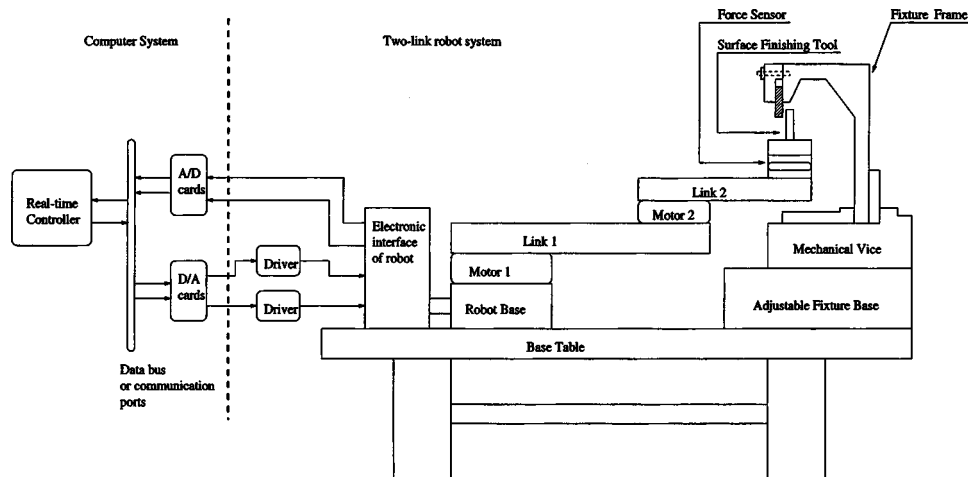 Force Sensor
Fixture Frame
Computer System
Two-link robot system
Surface Finishing Tool
A/D
cards
Real-time
Controller
Link 2
Motor 2
Electronic
interface
of robot
Link 1
Mechanical Vice
Driver
Motor 1
D/A
cards
Driver
Robot Base
Adjustable Fixture Base
Base Table
Data bus
or communication
ports